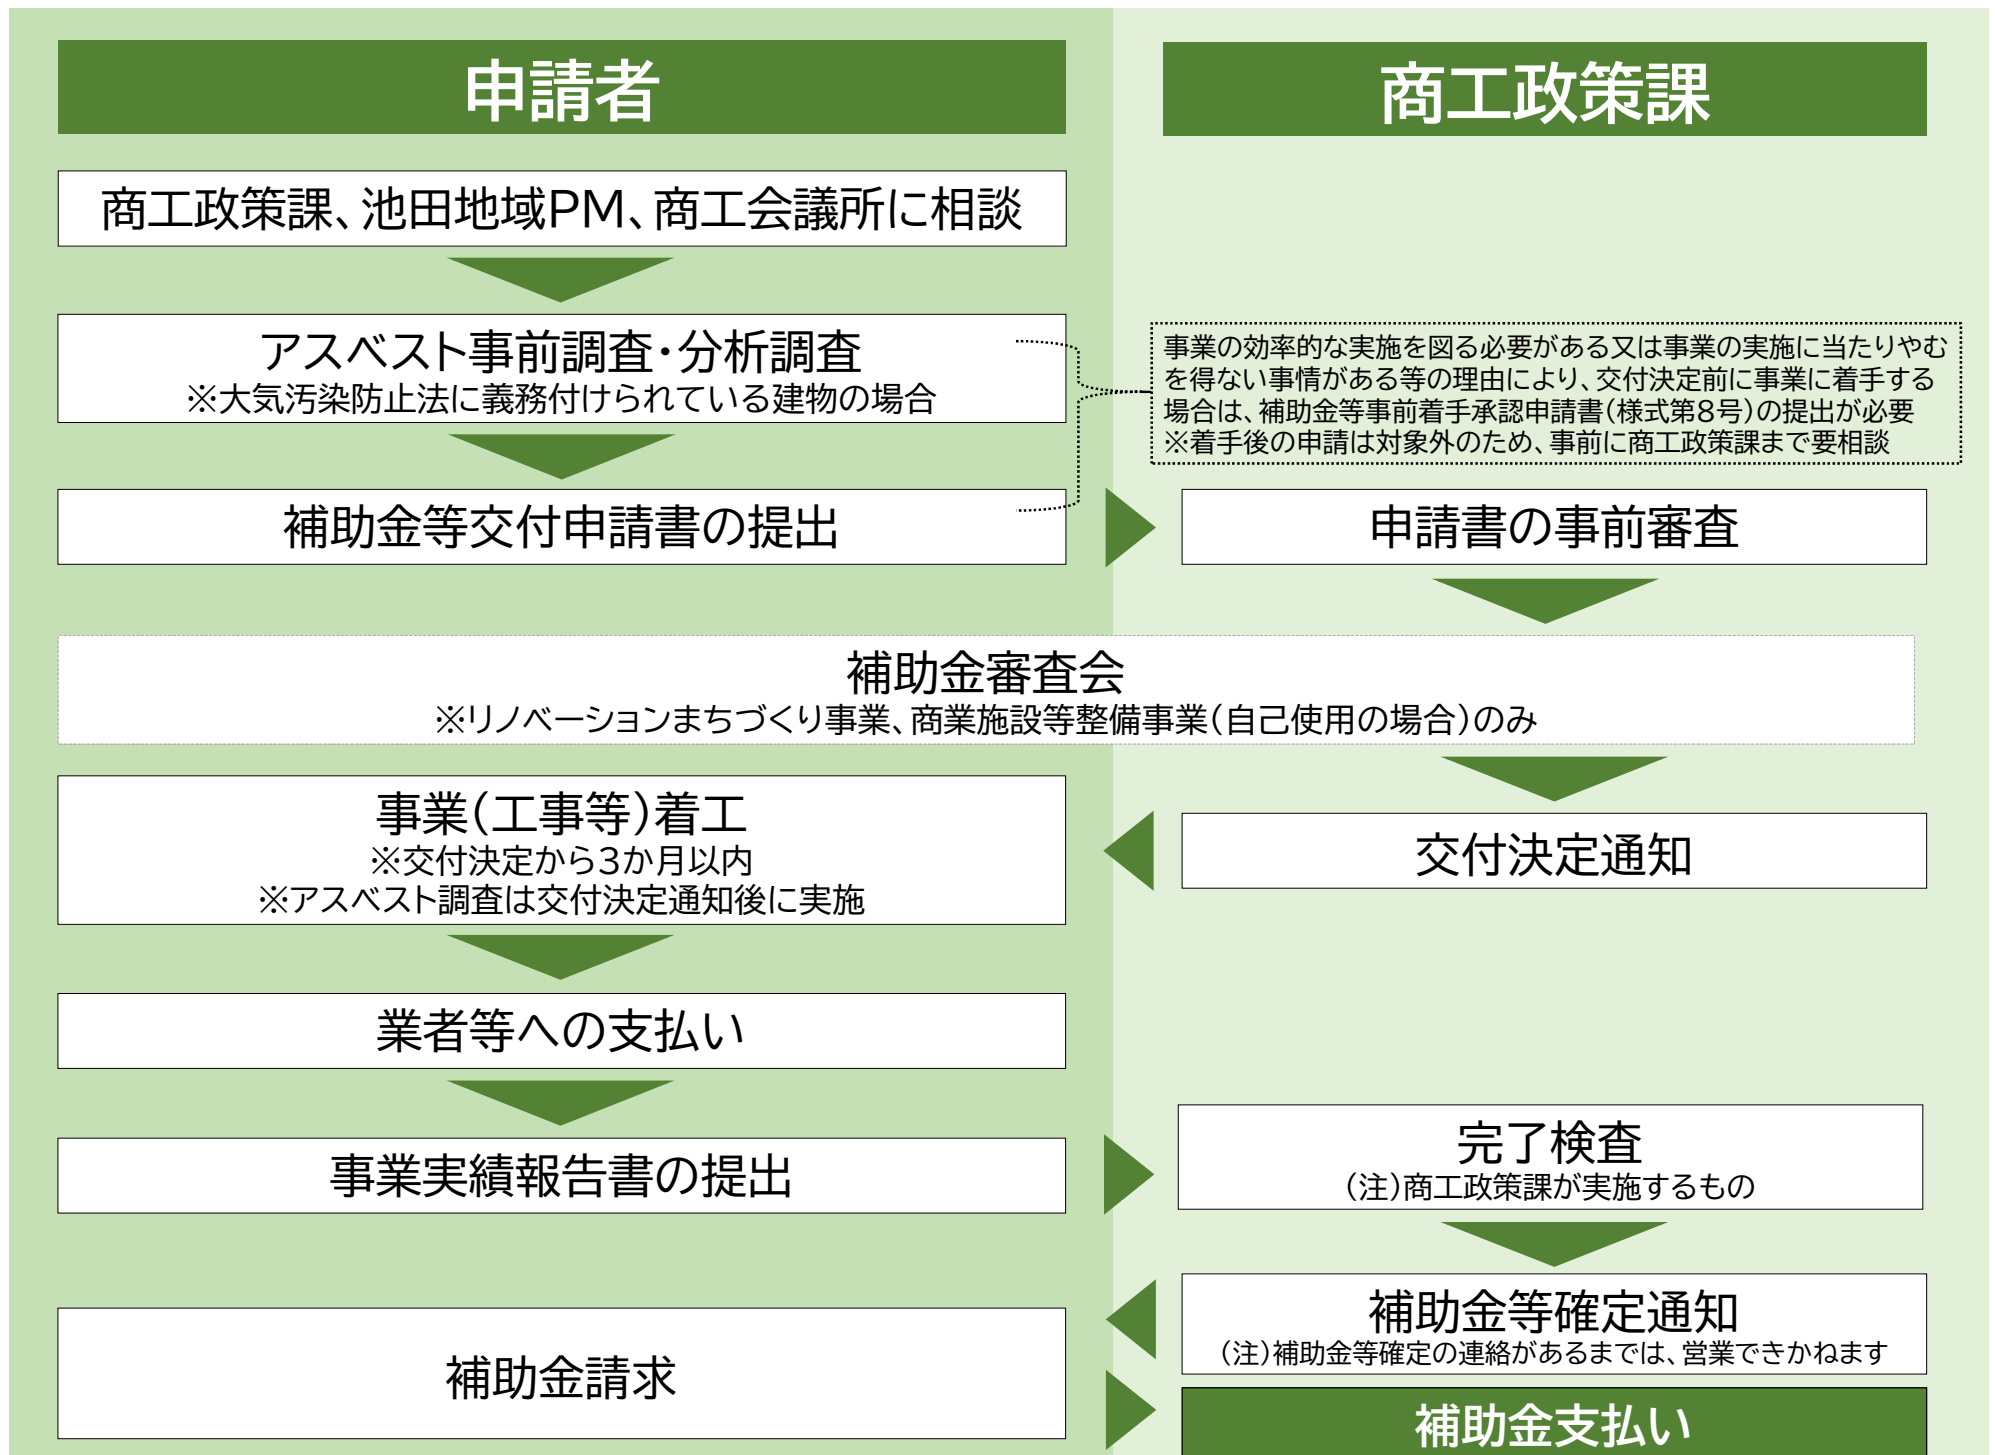 申請者
商工政策課
商工政策課、池田地域PM、商工会議所に相談
アスベスト事前調査・分析調査
※大気汚染防止法に義務付けられている建物の場合
事業の効率的な実施を図る必要がある又は事業の実施に当たりやむ
を得ない事情がある等の理由により、交付決定前に事業に着手する
場合は、補助金等事前着手承認申請書(様式第8号)の提出が必要
※着手後の申請は対象外のため、事前に商工政策課まで要相談
補助金等交付申請書の提出
申請書の事前審査
補助金審査会
※リノベーションまちづくり事業、商業施設等整備事業(自己使用の場合)のみ
事業(工事等)着工
※交付決定から3か月以内
※アスベスト調査は交付決定通知後に実施
交付決定通知
業者等への支払い
事業実績報告書の提出
完了検査
(注)商工政策課が実施するもの
補助金等確定通知
(注)補助金等確定の連絡があるまでは、営業できかねます
補助金請求
補助金支払い